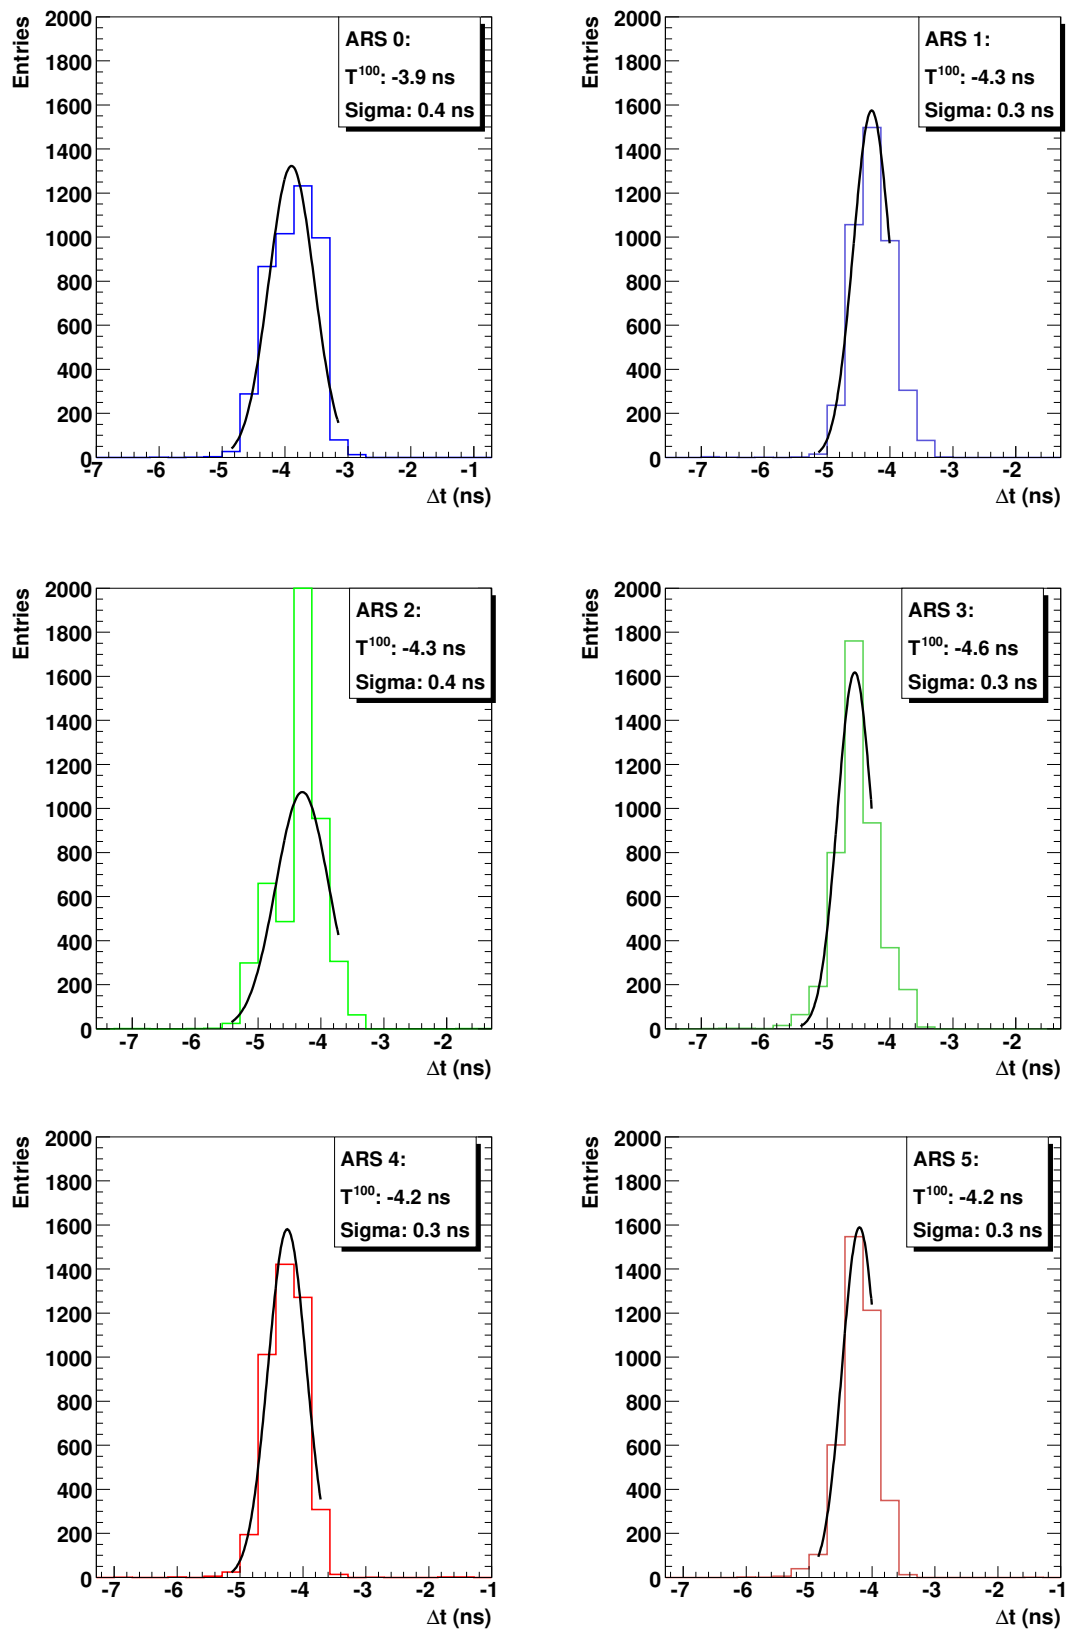 Entries
2000
1800
1600
1400
1200
1000
800
600
400
200
0
ARS 0:
T¹⁰⁰: -3.9 ns
Sigma: 0.4 ns
-7 -6 -5 -4 -3 -2 -1
Δt (ns)
Entries
2000
1800
1600
1400
1200
1000
800
600
400
200
0
ARS 1:
T¹⁰⁰: -4.3 ns
Sigma: 0.3 ns
-7 -6 -5 -4 -3 -2
Δt (ns)
Entries
2000
1800
1600
1400
1200
1000
800
600
400
200
0
ARS 2:
T¹⁰⁰: -4.3 ns
Sigma: 0.4 ns
-7 -6 -5 -4 -3 -2
Δt (ns)
Entries
2000
1800
1600
1400
1200
1000
800
600
400
200
0
ARS 3:
T¹⁰⁰: -4.6 ns
Sigma: 0.3 ns
-7 -6 -5 -4 -3 -2
Δt (ns)
Entries
2000
1800
1600
1400
1200
1000
800
600
400
200
0
ARS 4:
T¹⁰⁰: -4.2 ns
Sigma: 0.3 ns
-7 -6 -5 -4 -3 -2 -1
Δt (ns)
Entries
2000
1800
1600
1400
1200
1000
800
600
400
200
0
ARS 5:
T¹⁰⁰: -4.2 ns
Sigma: 0.3 ns
-7 -6 -5 -4 -3 -2 -1
Δt (ns)